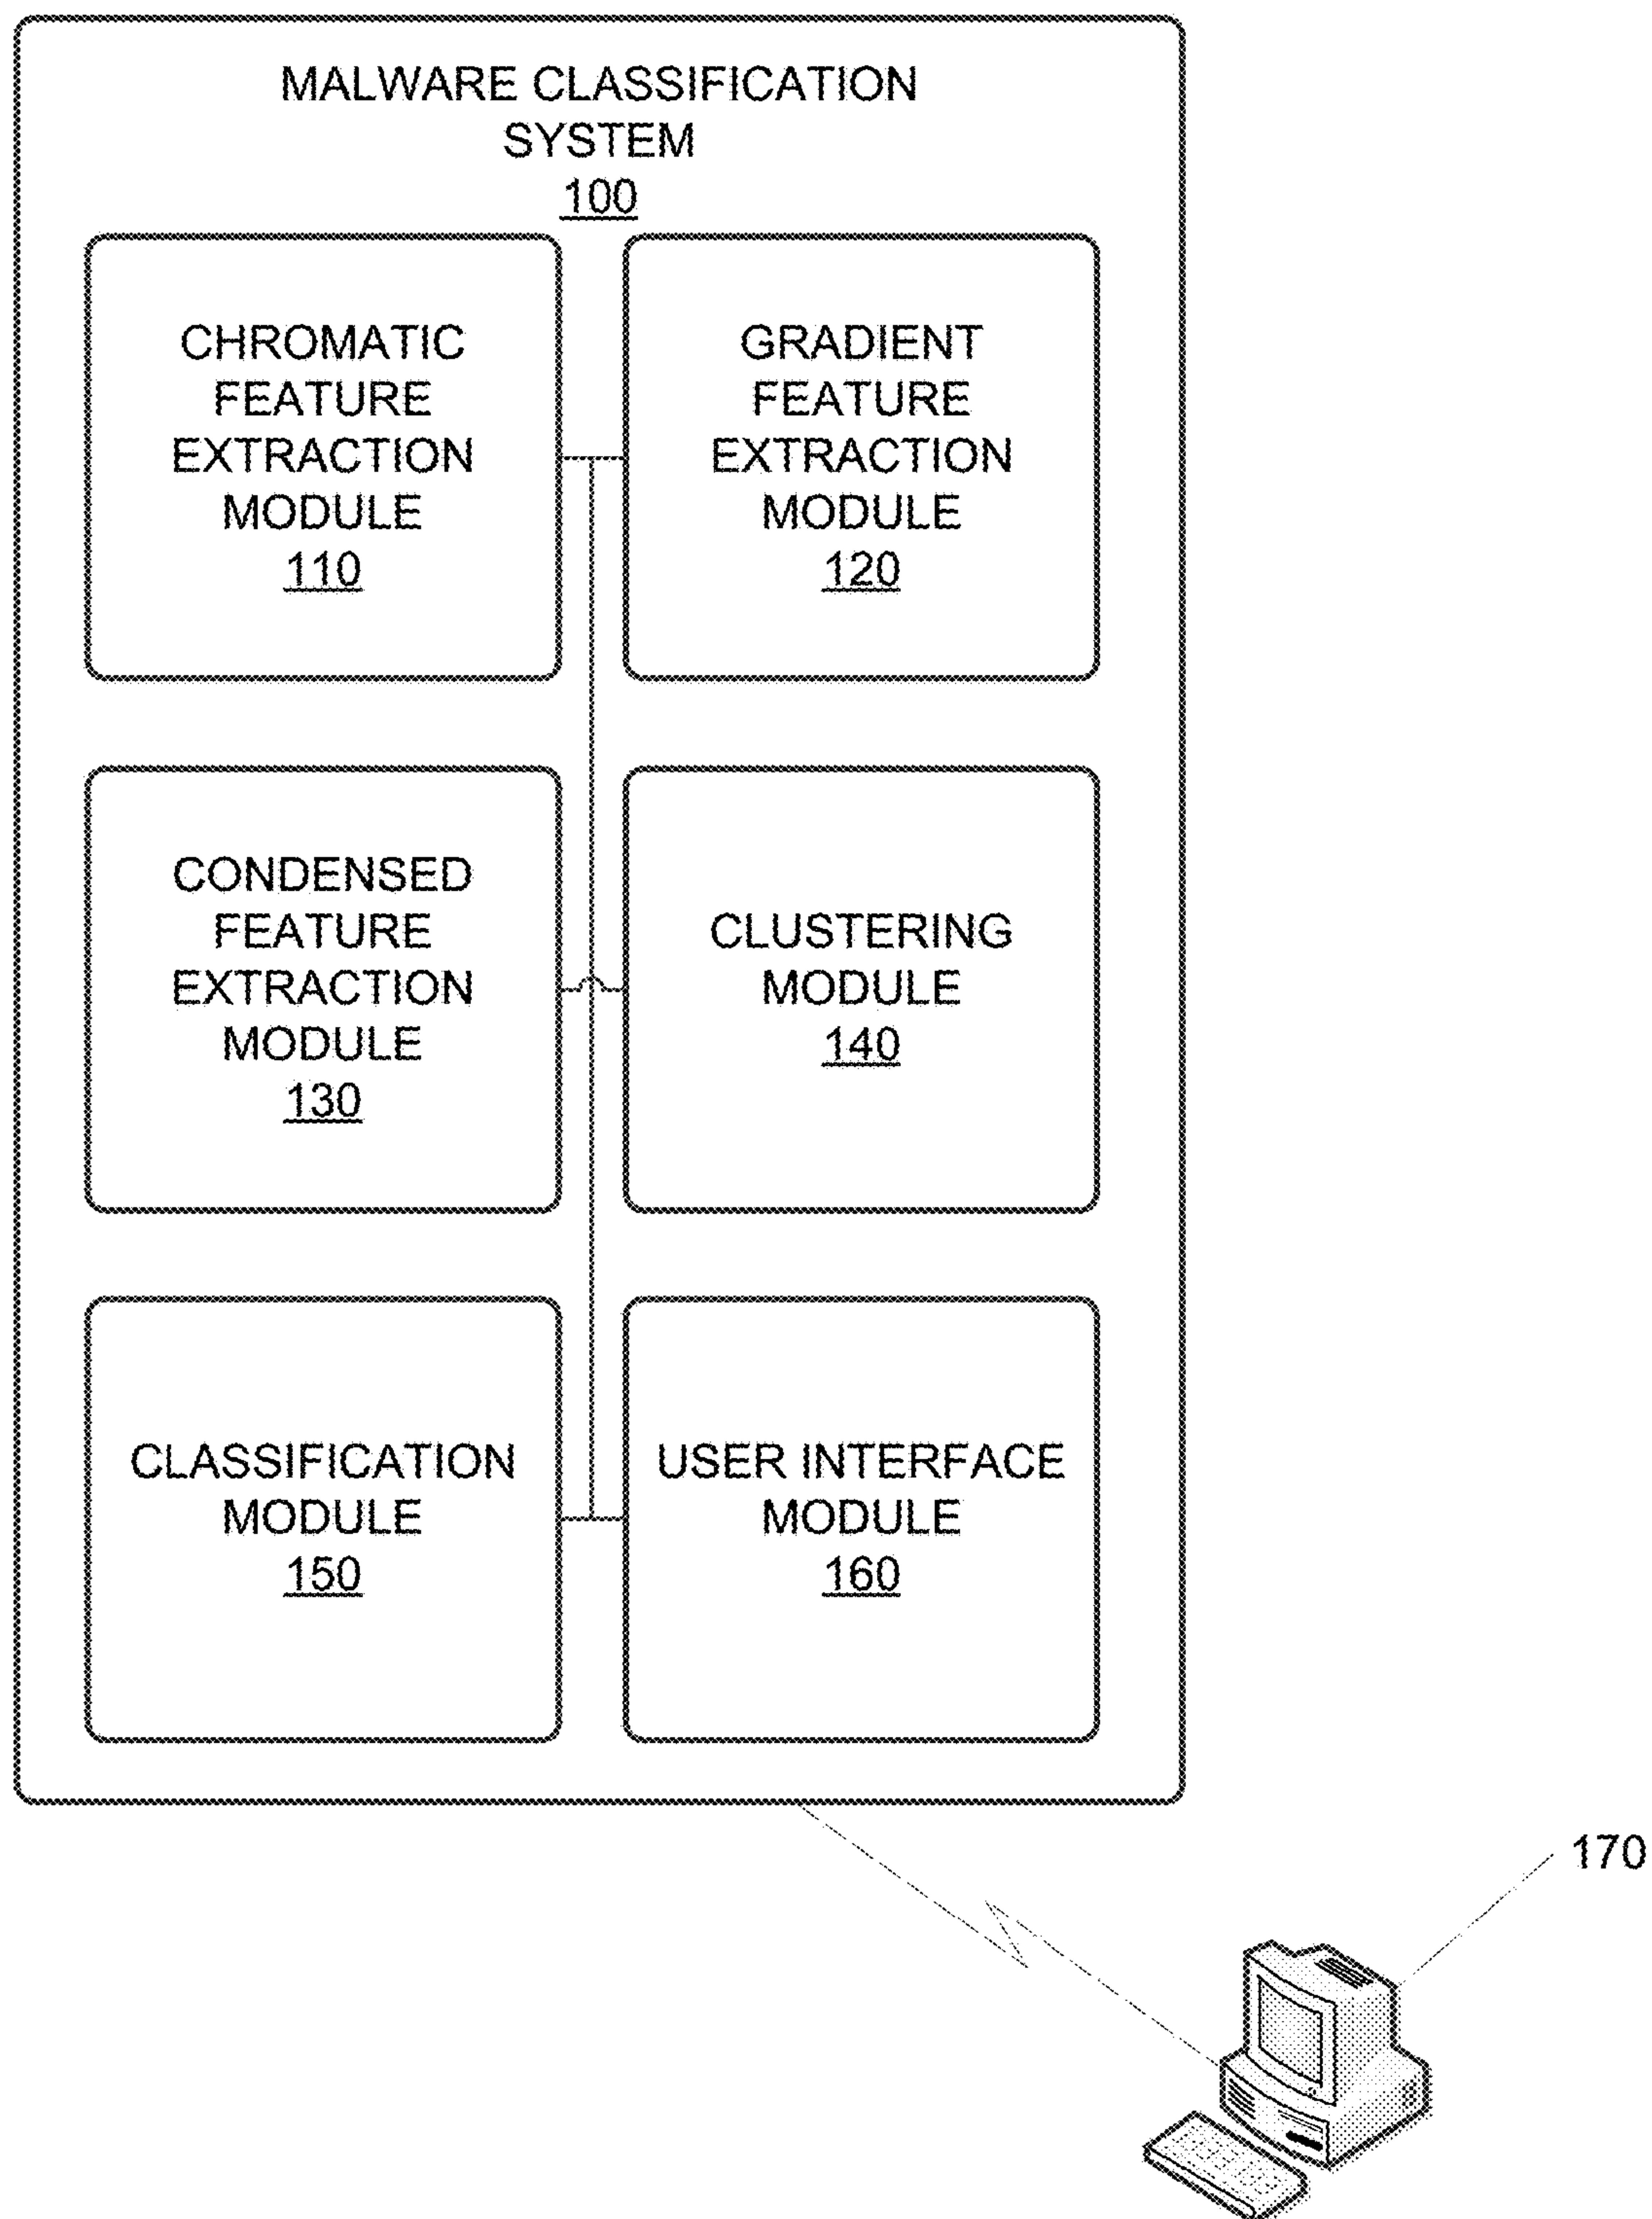 MALWARE CLASSIFICATION
SYSTEM
100
CHROMATIC
FEATURE
EXTRACTION
MODULE
110
GRADIENT
FEATURE
EXTRACTION
MODULE
120
CONDENSED
FEATURE
EXTRACTION
MODULE
130
CLUSTERING
MODULE
140
CLASSIFICATION
MODULE
150
USER INTERFACE
MODULE
160
170